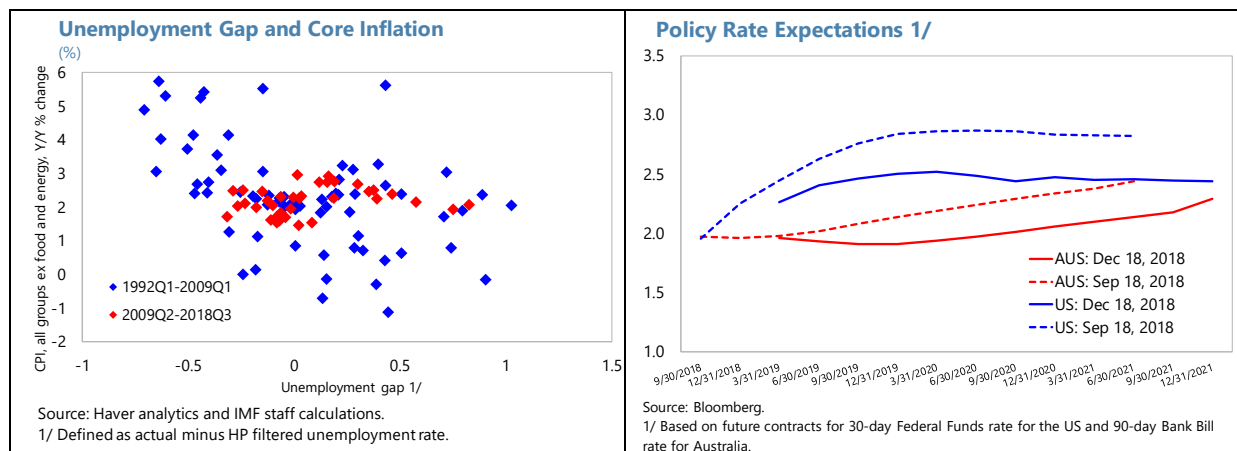 Unemployment Gap and Core Inflation
(%)
CPI, all groups ex food and energy, Y/Y % change
6
5
4
3
2
1
0
-1
-2
-1
-0.5
0
0.5
1
1.5
1992Q1-2009Q1
2009Q2-2018Q3
Unemployment gap 1/
Source: Haver analytics and IMF staff calculations.
1/ Defined as actual minus HP filtered unemployment rate.
Policy Rate Expectations 1/
3.5
3.0
2.5
2.0
1.5
1.0
AUS: Dec 18, 2018
AUS: Sep 18, 2018
US: Dec 18, 2018
US: Sep 18, 2018
9/30/2018
12/31/2018
3/31/2019
6/30/2019
9/30/2019
12/31/2019
3/31/2020
6/30/2020
9/30/2020
12/31/2020
3/31/2021
6/30/2021
9/30/2021
12/31/2021
Source: Bloomberg.
1/ Based on future contracts for 30-day Federal Funds rate for the US and 90-day Bank Bill
rate for Australia.